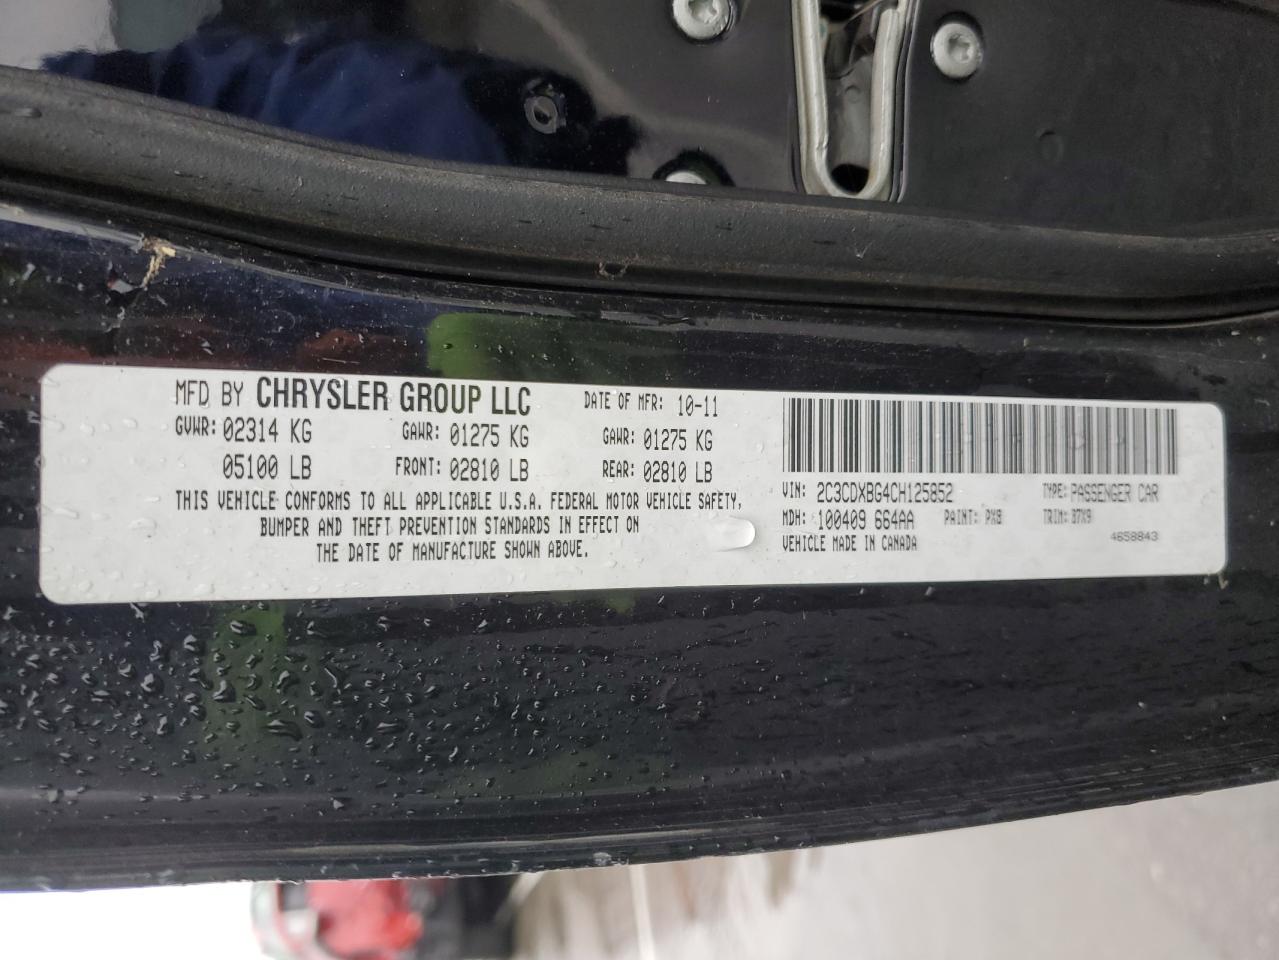 MFD BY CHRYSLER GROUP LLC DATE OF MFR: 10-11
GVWR: 02314 KG GAWR: 01275 KG GAWR: 01275 KG
05100 LB FRONT: 02810 LB REAR: 02810 LB
THIS VEHICLE CONFORMS TO ALL APPLICABLE U.S.A. FEDERAL MOTOR VEHICLE SAFETY,
BUMPER AND THEFT PREVENTION STANDARDS IN EFFECT ON
THE DATE OF MANUFACTURE SHOWN ABOVE.
VIN: 2C3CDXBG4CH125852 TYPE: PASSENGER CAR
MDH: 100409 664AA PAINT: PX8 TRIM: B7X9
VEHICLE MADE IN CANADA 4658843